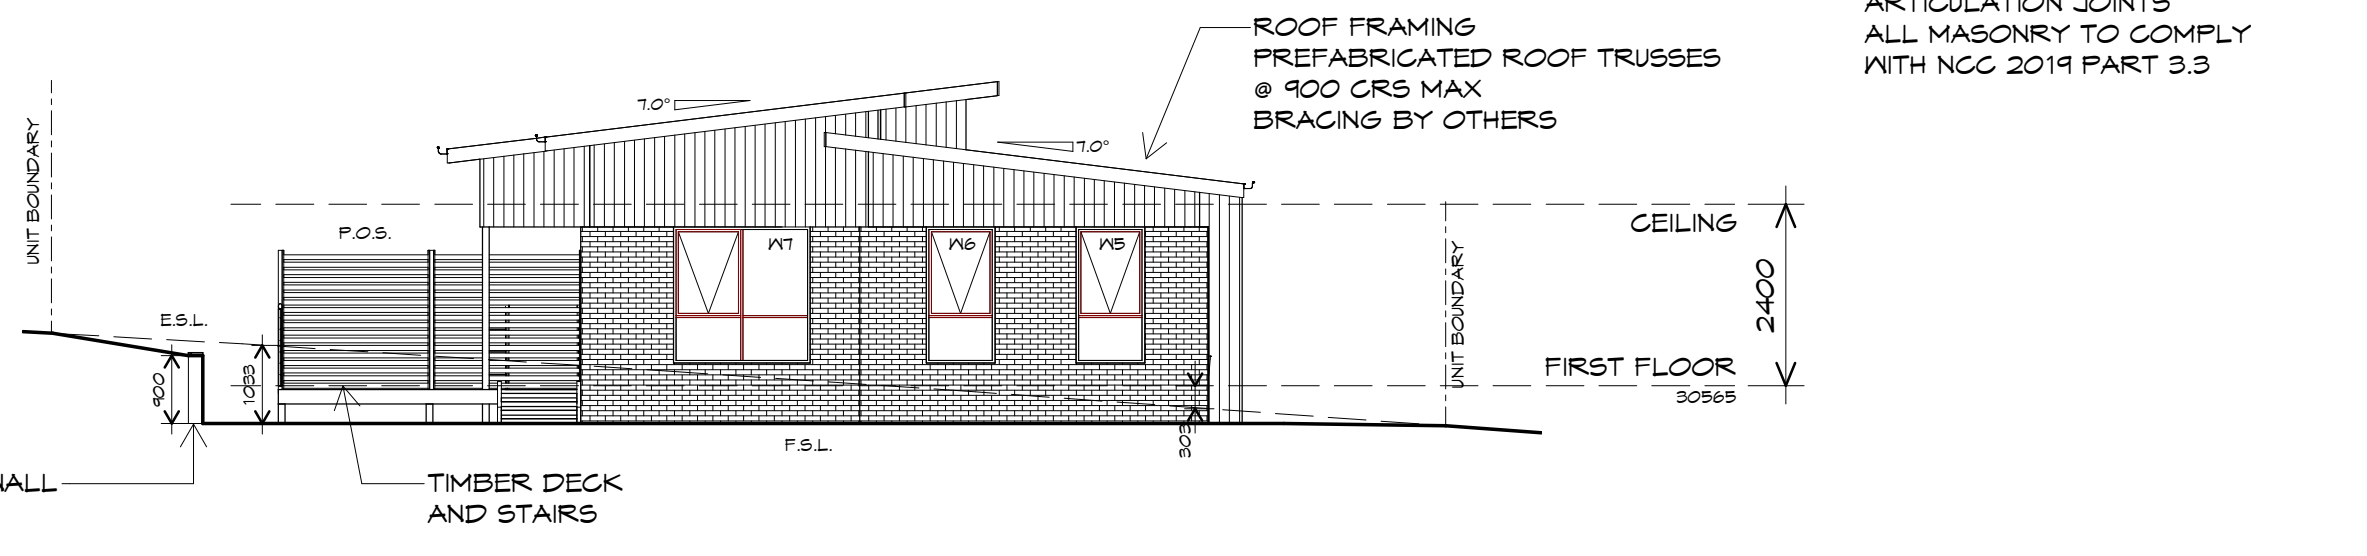 ARTICULATION JOINTS
ALL MASONRY TO COMPLY
WITH NCC 2019 PART 3.3
ROOF FRAMING
PREFABRICATED ROOF TRUSSES
@ 900 CRS MAX
BRACING BY OTHERS
7.0°
7.0°
UNIT BOUNDARY
P.O.S.
W7
W6
W5
CEILING
2400
UNIT BOUNDARY
E.S.L.
900
1033
FIRST FLOOR
30565
303
F.S.L.
TIMBER DECK
AND STAIRS